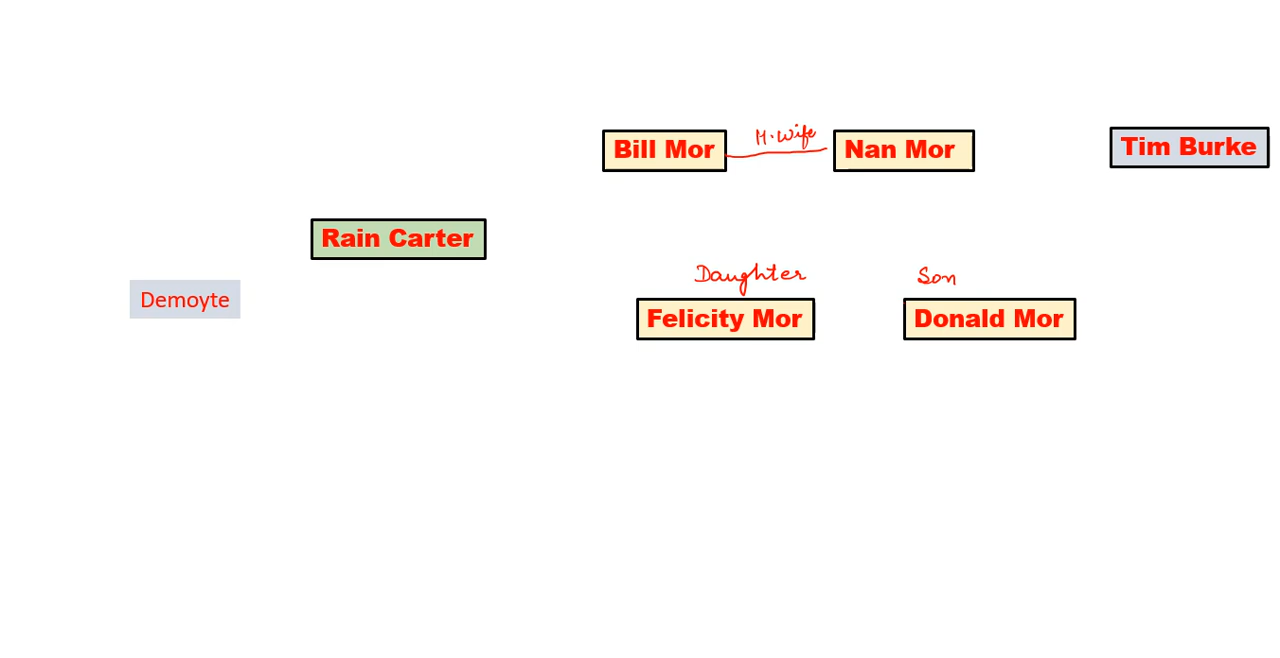 H. Wife
Bill Mor
Nan Mor
Tim Burke
Rain Carter
Daughter
Son
Demoyte
Felicity Mor
Donald Mor